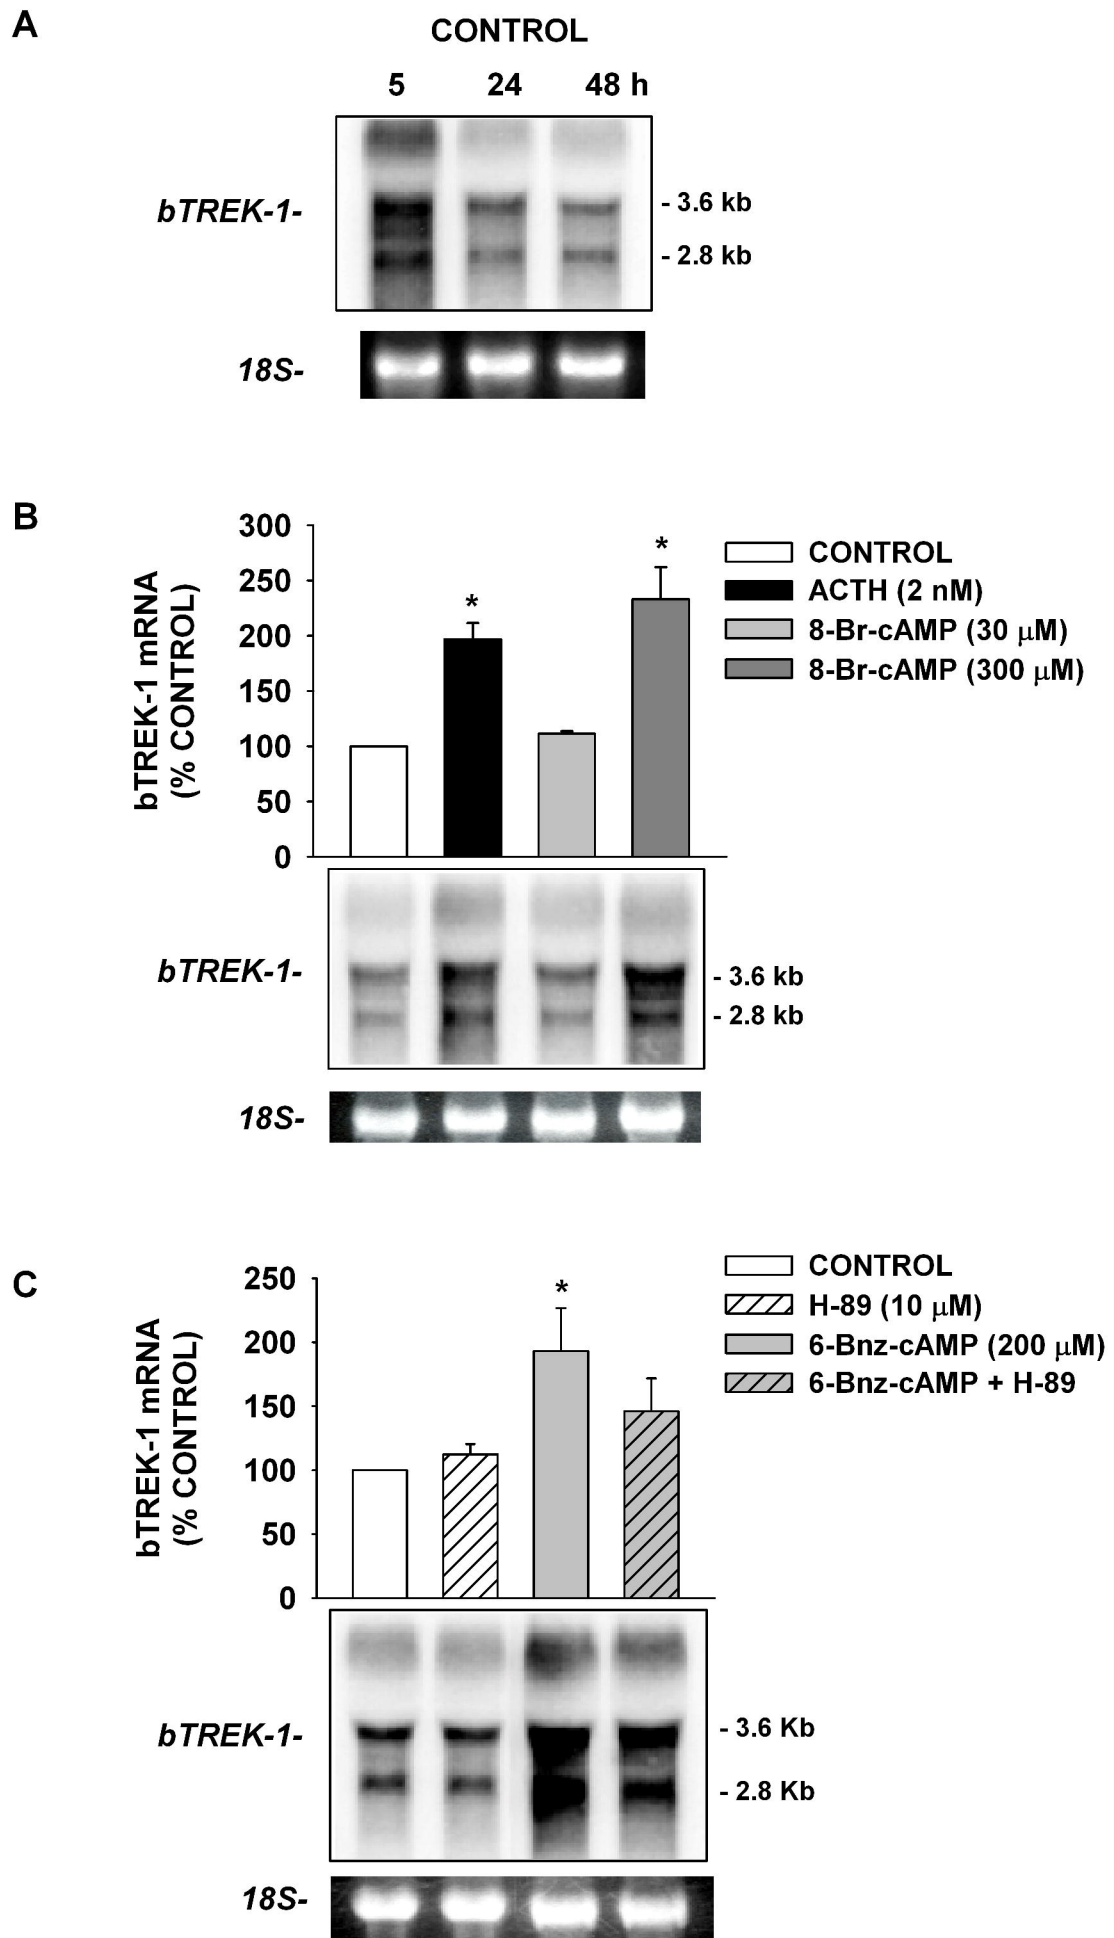 A
CONTROL
5 24 48 h
bTREK-1-
- 3.6 kb
- 2.8 kb
18S-
B
bTREK-1 mRNA
(% CONTROL)
300
250
200
150
100
50
0
*
*
CONTROL
ACTH (2 nM)
8-Br-cAMP (30 μM)
8-Br-cAMP (300 μM)
bTREK-1-
- 3.6 kb
- 2.8 kb
18S-
C
bTREK-1 mRNA
(% CONTROL)
250
200
150
100
50
0
*
CONTROL
H-89 (10 μM)
6-Bnz-cAMP (200 μM)
6-Bnz-cAMP + H-89
bTREK-1-
- 3.6 Kb
- 2.8 Kb
18S-